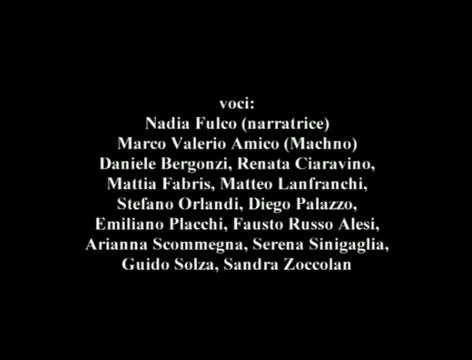 voci:
Nadia Fulco (narratrice)
Marco Valerio Amico (Machno)
Daniele Bergonzi, Renata Ciaravino,
Mattia Fabris, Matteo Lanfranchi,
Stefano Orlandi, Diego Palazzo,
Emiliano Placchi, Fausto Russo Alesi,
Arianna Scommegna, Serena Sinigaglia,
Guido Solza, Sandra Zoccolan